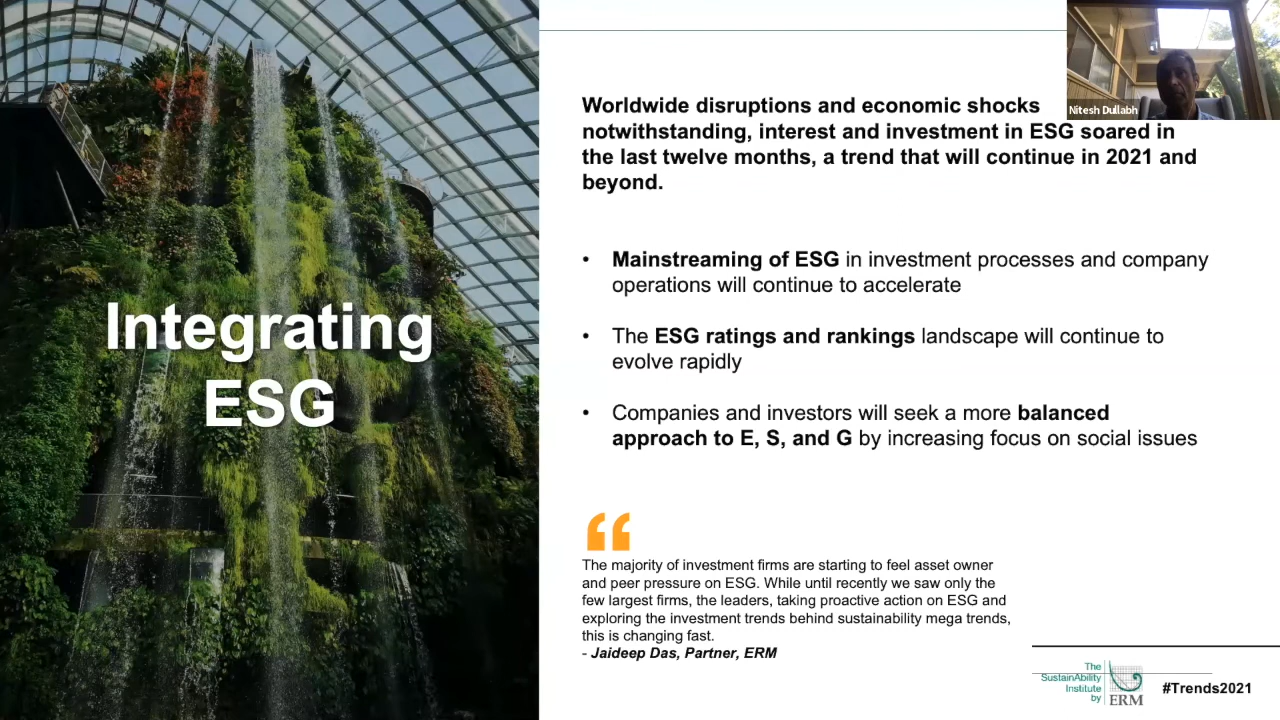 Integrating
ESG
Nitesh Dullabh
Worldwide disruptions and economic shocks
notwithstanding, interest and investment in ESG soared in
the last twelve months, a trend that will continue in 2021 and
beyond.
• Mainstreaming of ESG in investment processes and company
operations will continue to accelerate
• The ESG ratings and rankings landscape will continue to
evolve rapidly
• Companies and investors will seek a more balanced
approach to E, S, and G by increasing focus on social issues
“
The majority of investment firms are starting to feel asset owner
and peer pressure on ESG. While until recently we saw only the
few largest firms, the leaders, taking proactive action on ESG and
exploring the investment trends behind sustainability mega trends,
this is changing fast.
- Jaideep Das, Partner, ERM
The
SustainAbility
Institute
by
ERM
#Trends2021